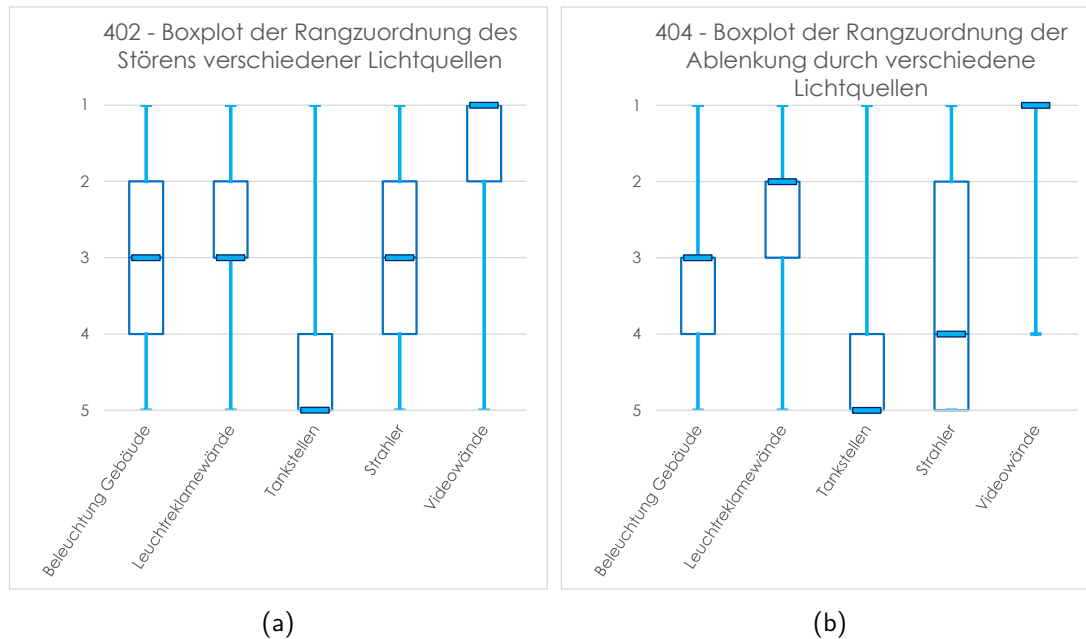 402 - Boxplot der Rangzuordnung des
Störens verschiedener Lichtquellen
1
2
3
4
5
Beleuchtung Gebäude
Leuchtreklamewände
Tankstellen
Strahler
Videowände
(a)
404 - Boxplot der Rangzuordnung der
Ablenkung durch verschiedene
Lichtquellen
1
2
3
4
5
Beleuchtung Gebäude
Leuchtreklamewände
Tankstellen
Strahler
Videowände
(b)